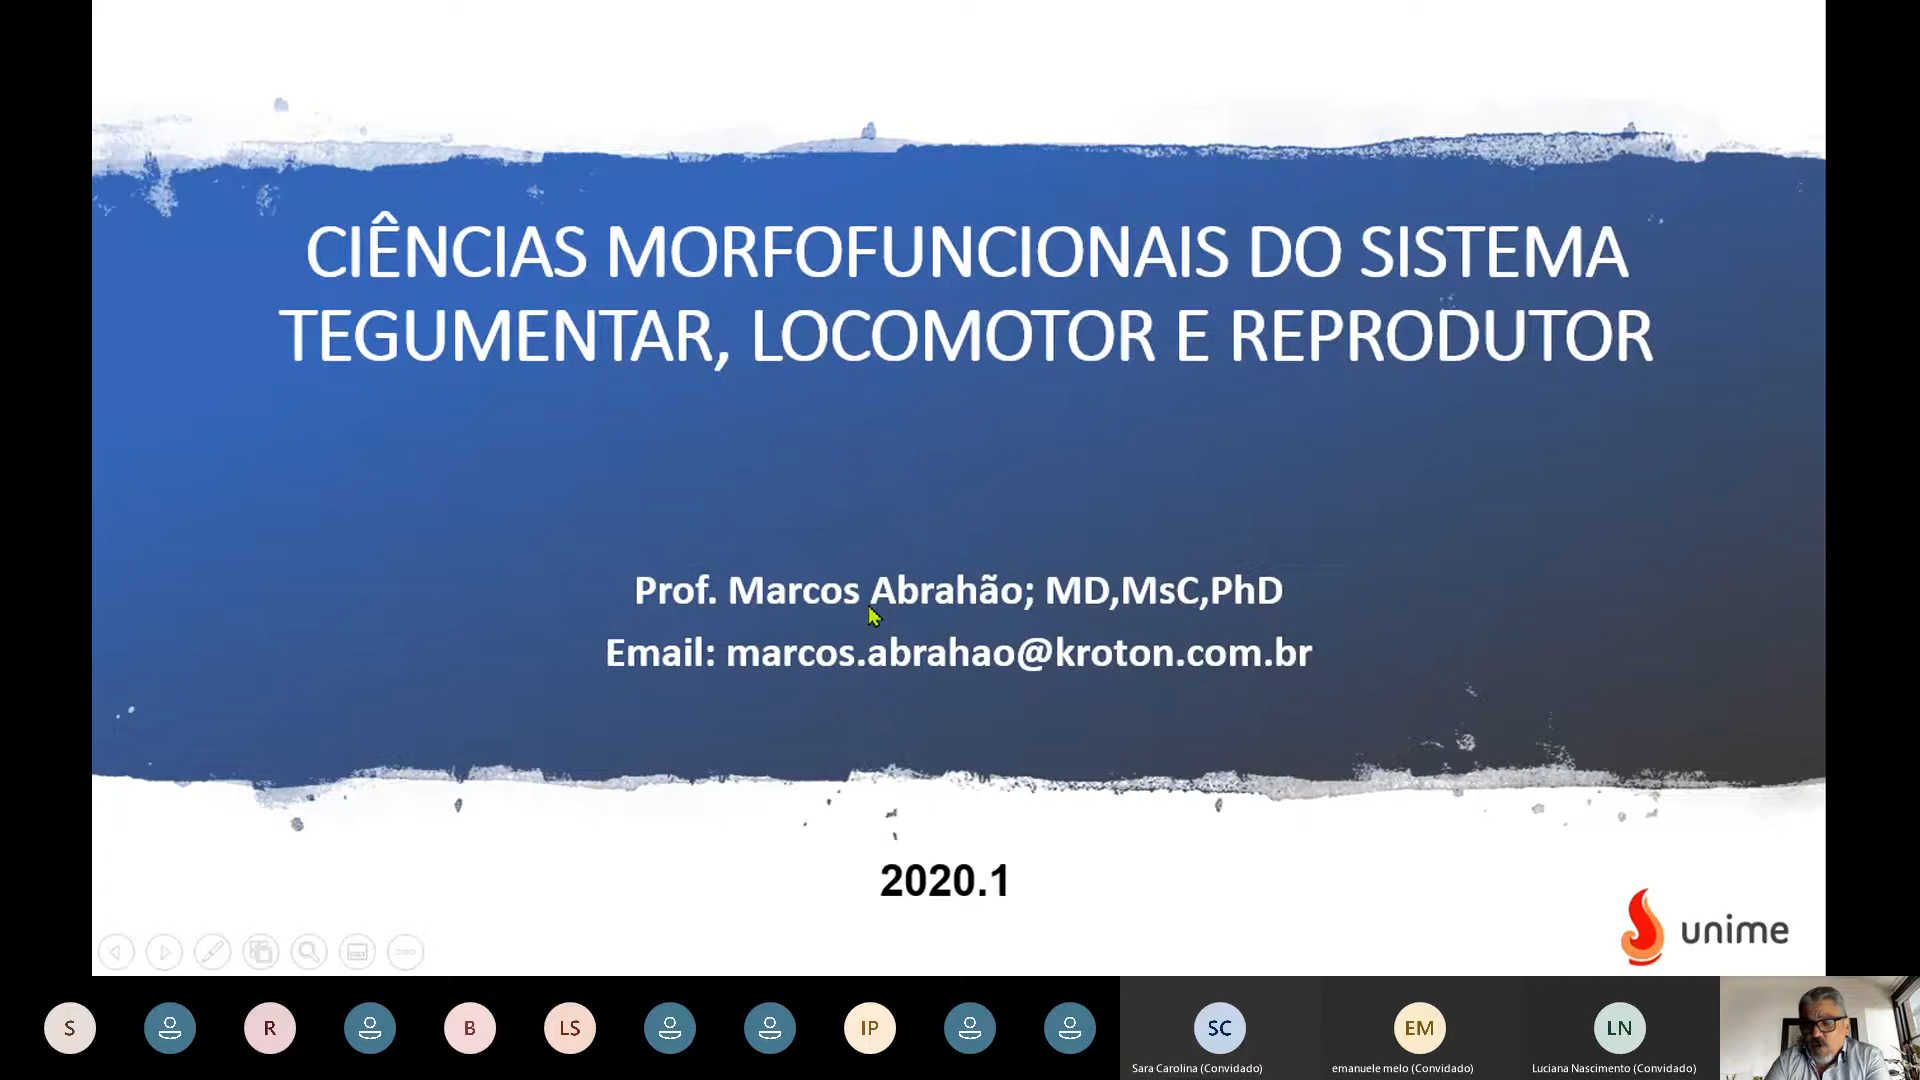 CIÊNCIAS MORFOFUNCIONAIS DO SISTEMA
TEGUMENTAR, LOCOMOTOR E REPRODUTOR
Prof. Marcos Abrahão; MD,MsC,PhD
Email: marcos.abrahao@kroton.com.br
2020.1
unime
S
R
B
LS
IP
SC
EM
LN
Sara Carolina (Convidado)
emanuele melo (Convidado)
Luciana Nascimento (Convidado)